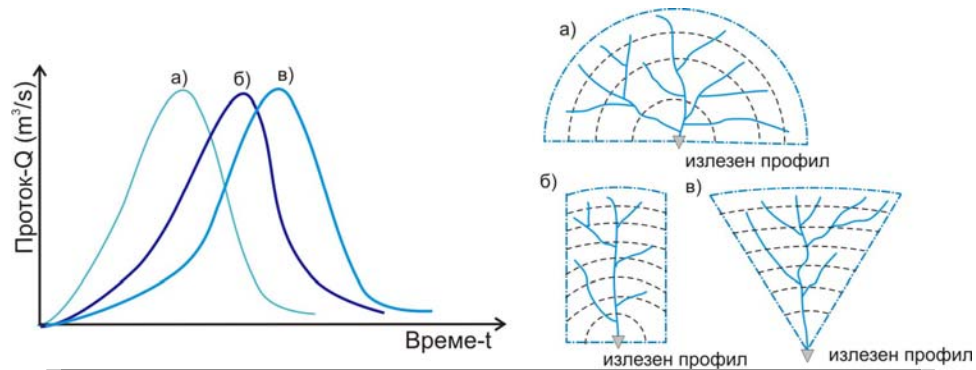 а)
б)
в)
Проток-Q (m³/s)
Време-t
а)
излезен профил
б)
излезен профил
в)
излезен профил